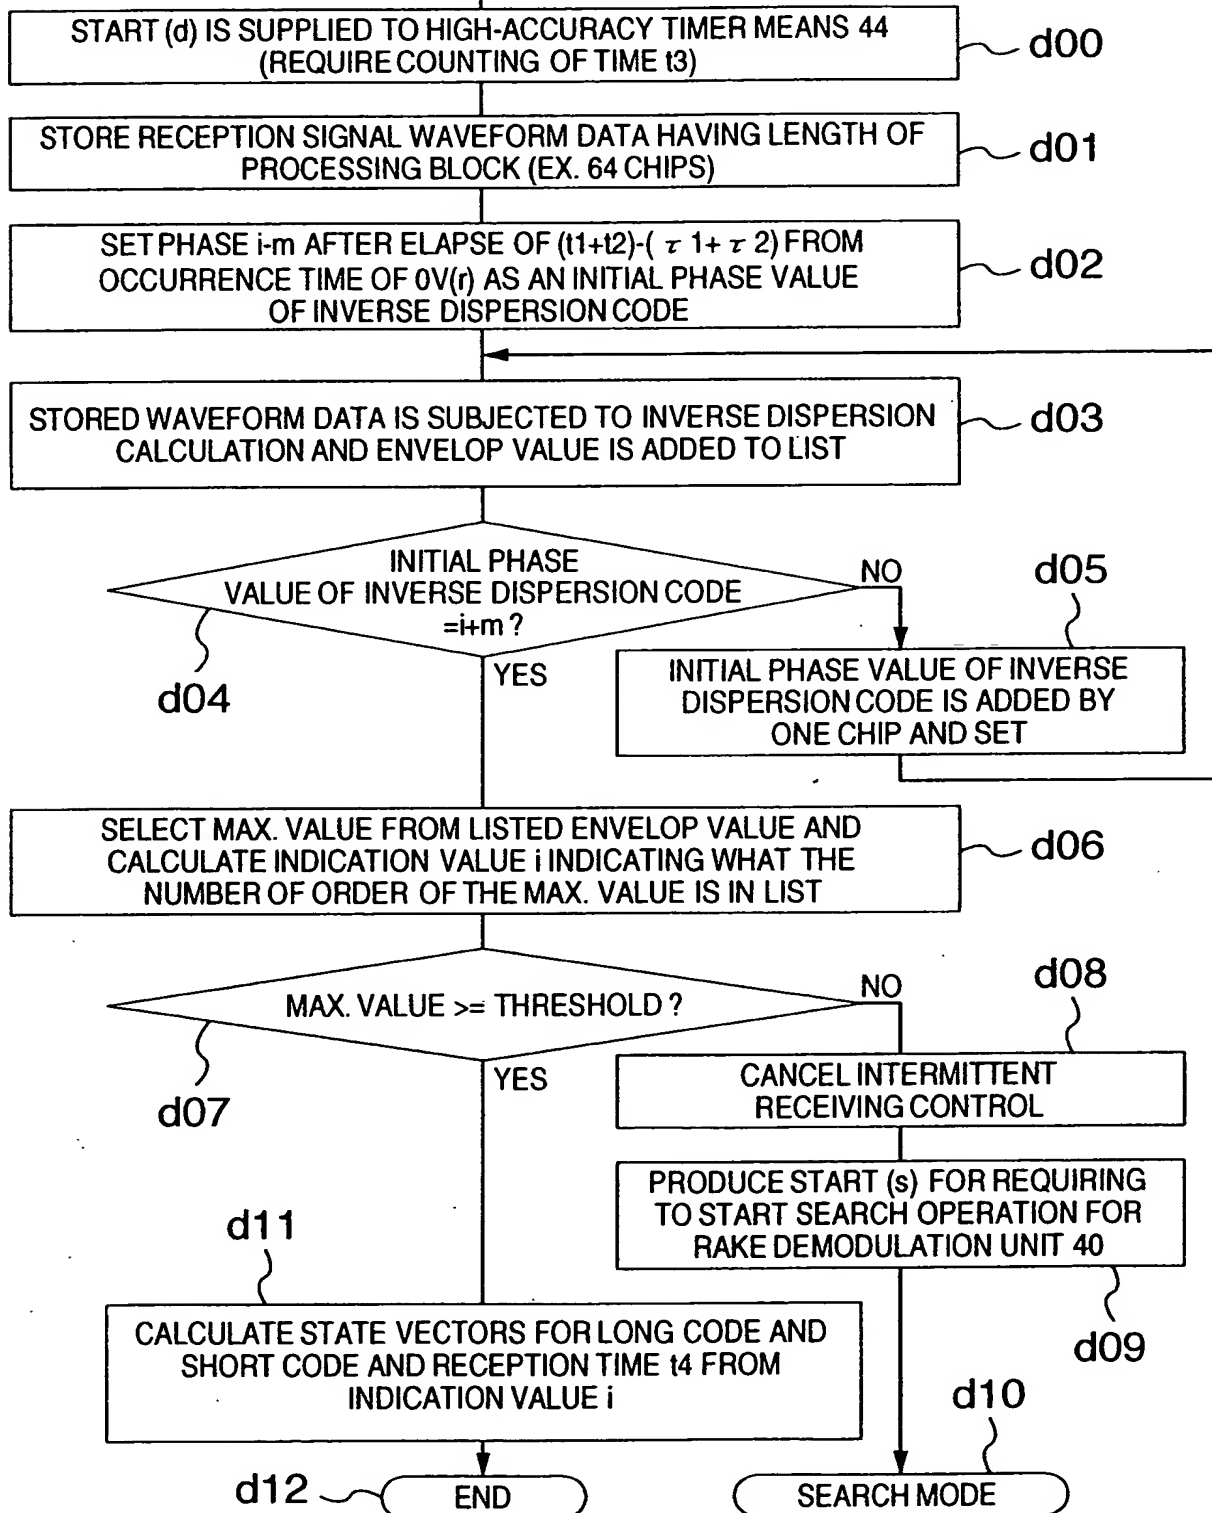 START (d) IS SUPPLIED TO HIGH-ACCURACY TIMER MEANS 44
(REQUIRE COUNTING OF TIME t3)
d00
STORE RECEPTION SIGNAL WAVEFORM DATA HAVING LENGTH OF
PROCESSING BLOCK (EX. 64 CHIPS)
d01
SET PHASE i-m AFTER ELAPSE OF (t1+t2)-( τ 1+ τ 2) FROM
OCCURRENCE TIME OF 0V(r) AS AN INITIAL PHASE VALUE
OF INVERSE DISPERSION CODE
d02
STORED WAVEFORM DATA IS SUBJECTED TO INVERSE DISPERSION
CALCULATION AND ENVELOP VALUE IS ADDED TO LIST
d03
INITIAL PHASE
VALUE OF INVERSE DISPERSION CODE
=i+m ?
NO
d05
d04
YES
INITIAL PHASE VALUE OF INVERSE
DISPERSION CODE IS ADDED BY
ONE CHIP AND SET
SELECT MAX. VALUE FROM LISTED ENVELOP VALUE AND
CALCULATE INDICATION VALUE i INDICATING WHAT THE
NUMBER OF ORDER OF THE MAX. VALUE IS IN LIST
d06
MAX. VALUE >= THRESHOLD ?
NO
d08
d07
YES
CANCEL INTERMITTENT
RECEIVING CONTROL
PRODUCE START (s) FOR REQUIRING
TO START SEARCH OPERATION FOR
RAKE DEMODULATION UNIT 40
d09
d11
CALCULATE STATE VECTORS FOR LONG CODE AND
SHORT CODE AND RECEPTION TIME t4 FROM
INDICATION VALUE i
d10
d12
END
SEARCH MODE